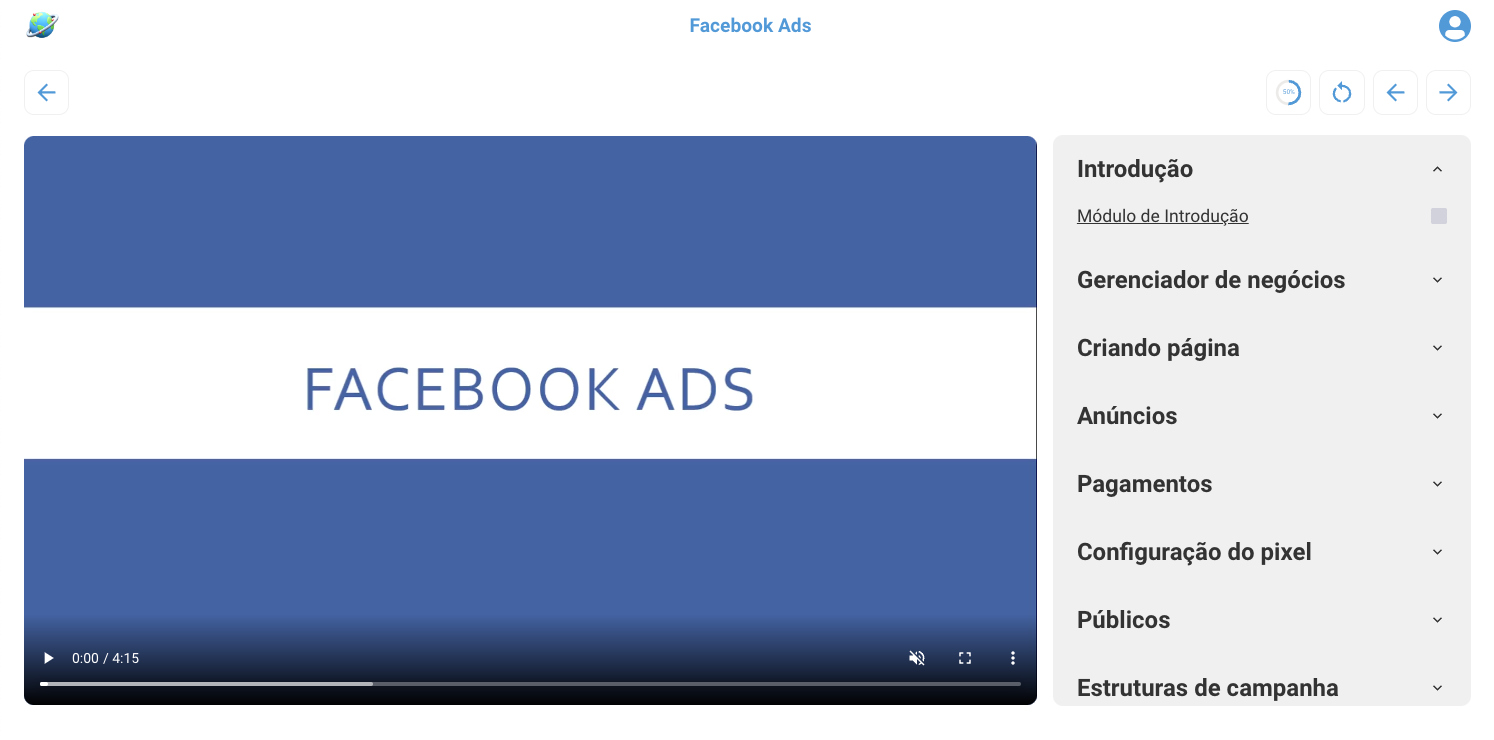 Facebook Ads
50%
FACEBOOK ADS
0:00 / 4:15
Introdução
Módulo de Introdução
Gerenciador de negócios
Criando página
Anúncios
Pagamentos
Configuração do pixel
Públicos
Estruturas de campanha